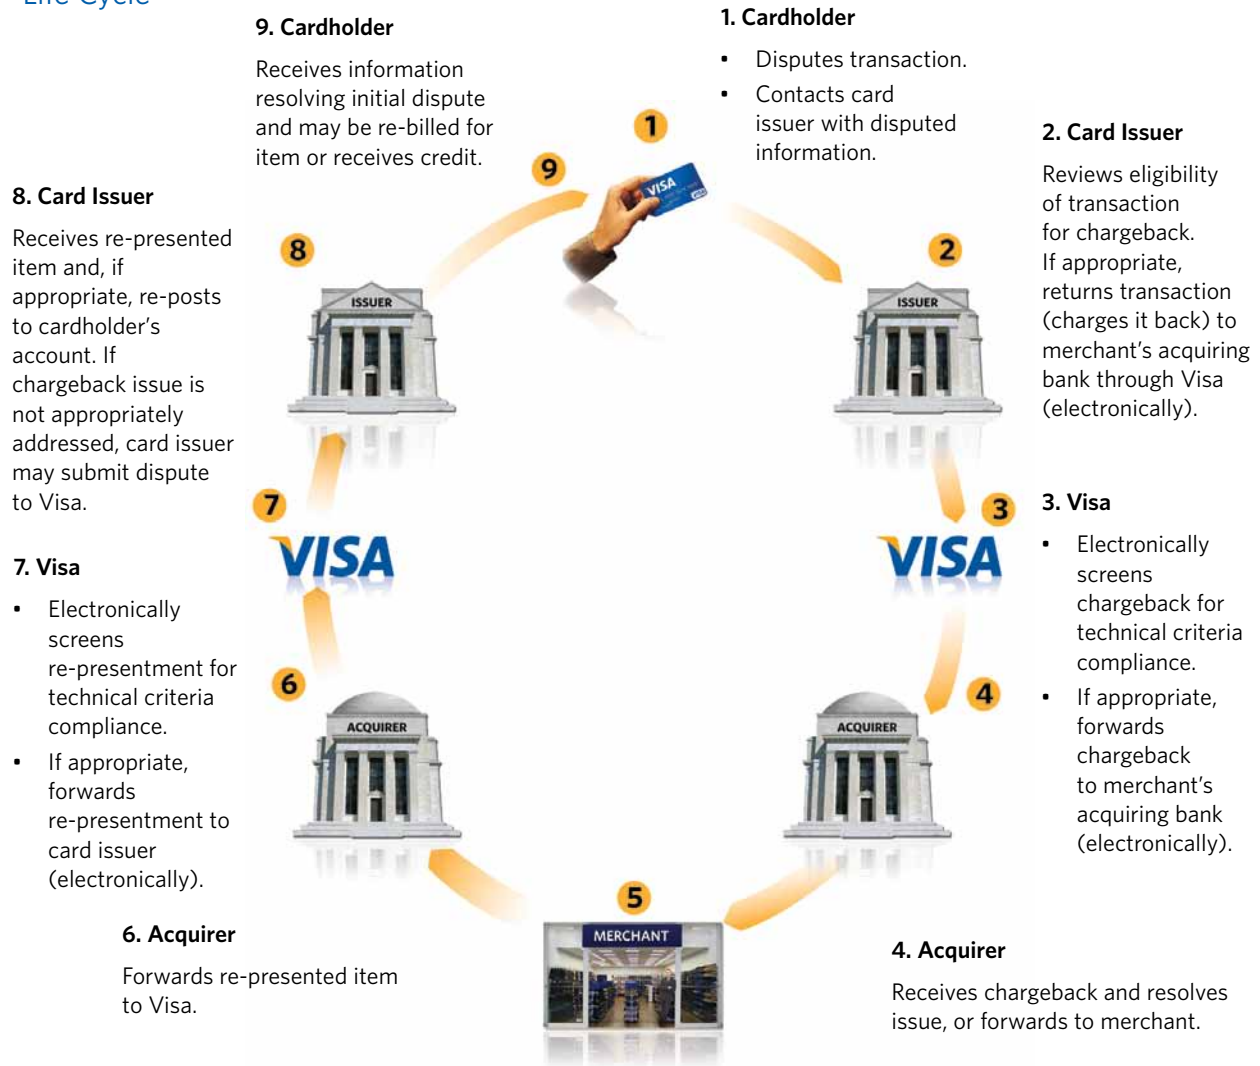 Life Cycle
1. Cardholder
• Disputes transaction.
• Contacts card
issuer with disputed
information.
2. Card Issuer
Reviews eligibility
of transaction
for chargeback.
If appropriate,
returns transaction
(charges it back) to
merchant's acquiring
bank through Visa
(electronically).
3. Visa
• Electronically
screens
chargeback for
technical criteria
compliance.
• If appropriate,
forwards
chargeback
to merchant's
acquiring bank
(electronically).
4. Acquirer
Receives chargeback and resolves
issue, or forwards to merchant.
6. Acquirer
Forwards re-presented item
to Visa.
7. Visa
• Electronically
screens
re-presentment for
technical criteria
compliance.
• If appropriate,
forwards
re-presentment to
card issuer
(electronically).
8. Card Issuer
Receives re-presented
item and, if
appropriate, re-posts
to cardholder's
account. If
chargeback issue is
not appropriately
addressed, card issuer
may submit dispute
to Visa.
9. Cardholder
Receives information
resolving initial dispute
and may be re-billed for
item or receives credit.
1
VISA
VISA
2
ISSUER
3
VISA
4
ACQUIRER
5
MERCHANT
6
ACQUIRER
7
VISA
8
ISSUER
9